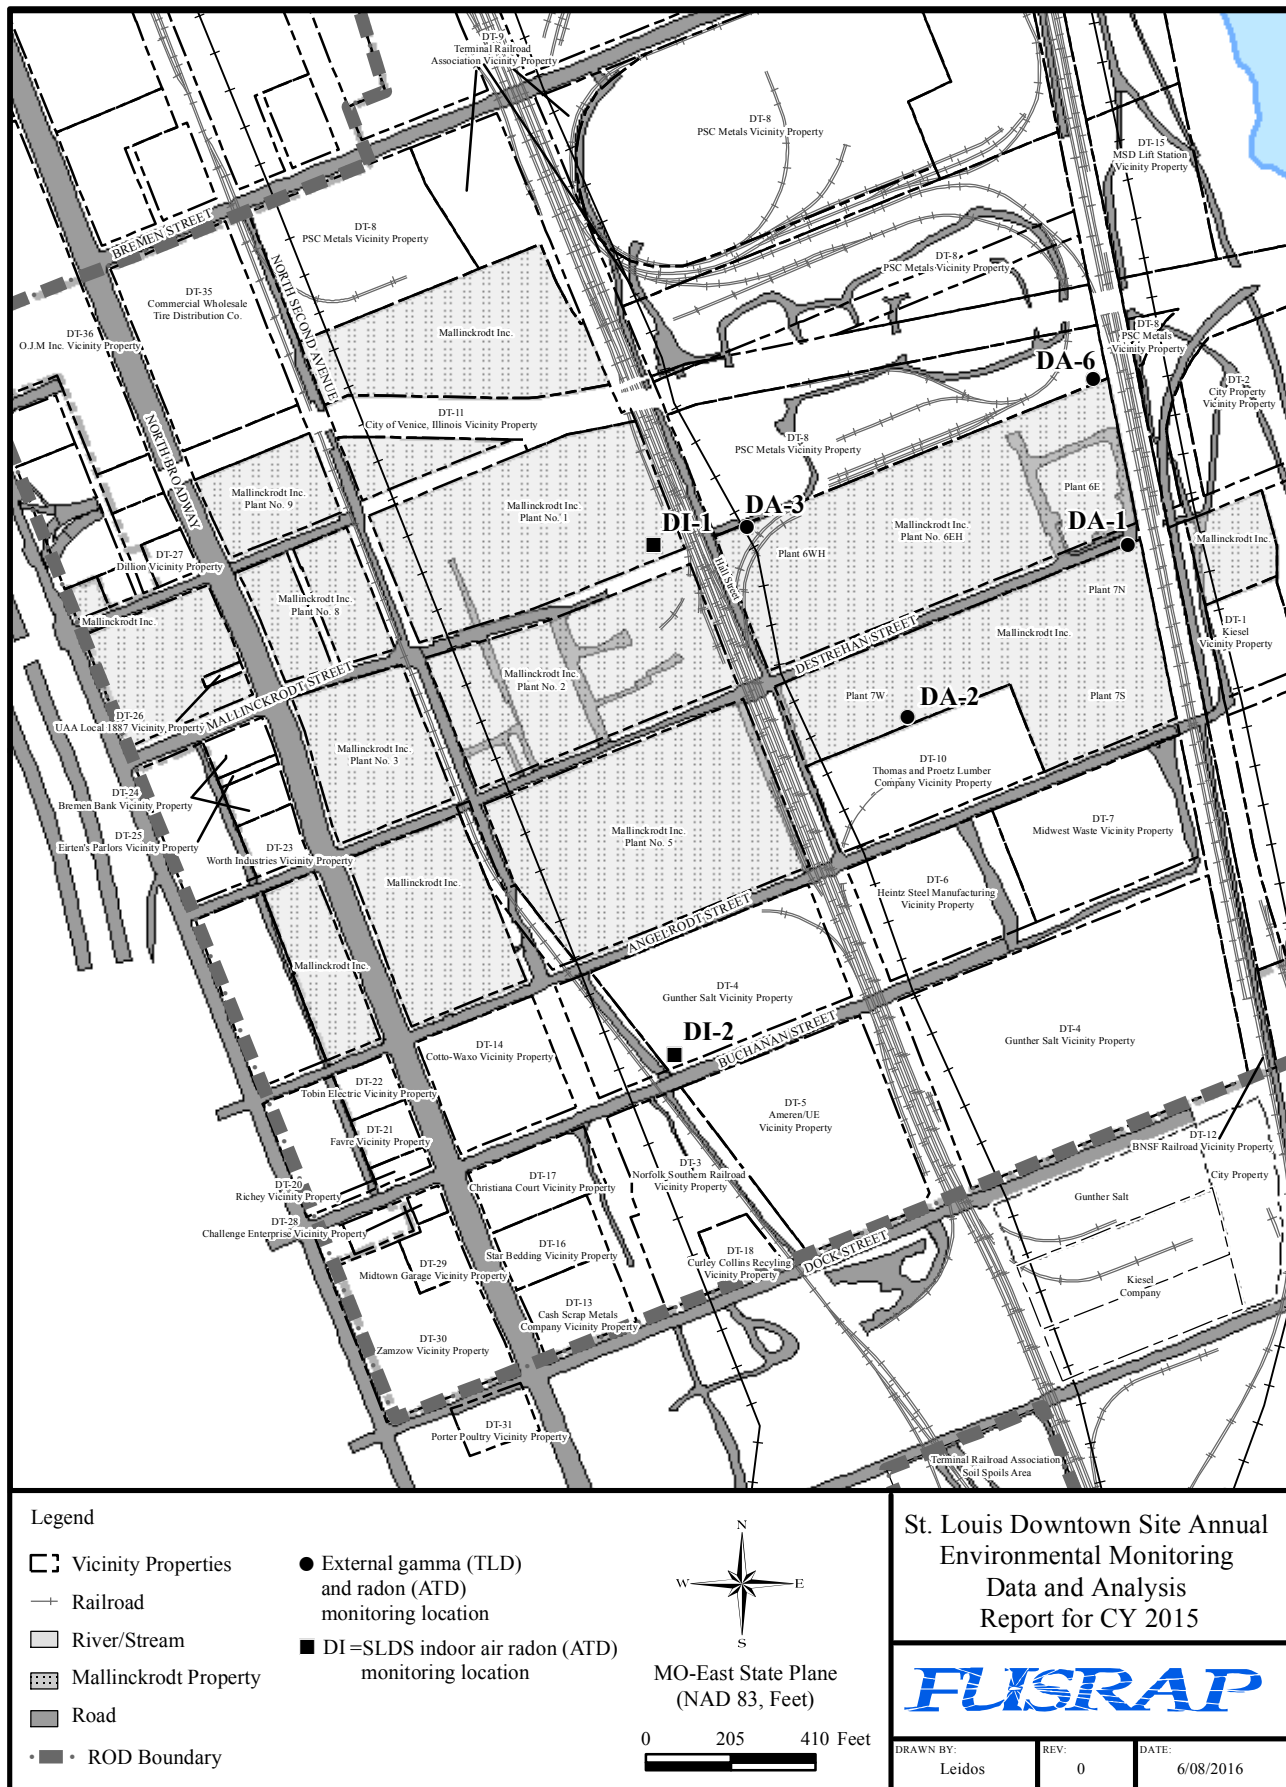 DT-9
Terminal Railroad
Association Vicinity Property
DT-8
PSC Metals Vicinity Property
DT-15
MSD Lift Station
Vicinity Property
BREMEN STREET
DT-8
PSC Metals Vicinity Property
NORTH SECOND AVENUE
DT-8
PSC Metals Vicinity Property
DT-35
Commercial Wholesale
Tire Distribution Co.
DT-36
O.J.M Inc. Vicinity Property
Mallinckrodt Inc.
DT-8
PSC Metals
Vicinity Property
DA-6
DT-2
City Property
Vicinity Property
DT-11
City of Venice, Illinois Vicinity Property
NORTH BROADWAY
DT-8
PSC Metals Vicinity Property
Mallinckrodt Inc.
Plant No. 9
Mallinckrodt Inc.
Plant No. 1
DI-1
DA-3
Mallinckrodt Inc.
Plant No. 6EH
Plant 6E
DA-1
Mallinckrodt Inc.
DT-27
Dillion Vicinity Property
Plant 6WH
Hall Street
Plant 7N
Mallinckrodt Inc.
Mallinckrodt Inc.
Plant No. 8
DESTREHAN STREET
Mallinckrodt Inc.
DT-1
Kiesel
Vicinity Property
MALLINCKRODT STREET
Mallinckrodt Inc.
Plant No. 2
Plant 7W
DA-2
Plant 7S
DT-26
UAA Local 1887 Vicinity Property
Mallinckrodt Inc.
Plant No. 3
DT-10
Thomas and Proetz Lumber
Company Vicinity Property
DT-24
Bremen Bank Vicinity Property
DT-25
Eirten's Parlors Vicinity Property
DT-23
Worth Industries Vicinity Property
Mallinckrodt Inc.
Plant No. 5
DT-7
Midwest Waste Vicinity Property
Mallinckrodt Inc.
DT-6
Heintz Steel Manufacturing
Vicinity Property
ANGELRODT STREET
Mallinckrodt Inc.
DT-4
Gunther Salt Vicinity Property
DI-2
BUCHANAN STREET
DT-4
Gunther Salt Vicinity Property
DT-14
Cotto-Waxo Vicinity Property
DT-22
Tobin Electric Vicinity Property
DT-5
Ameren/UE
Vicinity Property
DT-21
Favre Vicinity Property
DT-12
BNSF Railroad Vicinity Property
DT-20
Richey Vicinity Property
DT-17
Christiana Court Vicinity Property
DT-3
Norfolk Southern Railroad
Vicinity Property
City Property
Gunther Salt
DT-28
Challenge Enterprise Vicinity Property
DT-16
Star Bedding Vicinity Property
DT-18
Curley Collins Recyling
Vicinity Property
DOCK STREET
DT-29
Midtown Garage Vicinity Property
Kiesel
Company
DT-13
Cash Scrap Metals
Company Vicinity Property
DT-30
Zamzow Vicinity Property
DT-31
Porter Poultry Vicinity Property
Terminal Railroad Association
Soil Spoils Area
Legend
Vicinity Properties
Railroad
River/Stream
Mallinckrodt Property
Road
ROD Boundary
External gamma (TLD)
and radon (ATD)
monitoring location
DI =SLDS indoor air radon (ATD)
monitoring location
N
W
E
S
MO-East State Plane
(NAD 83, Feet)
0 205 410 Feet
St. Louis Downtown Site Annual
Environmental Monitoring
Data and Analysis
Report for CY 2015
FUSRAP
DRAWN BY:
Leidos
REV:
0
DATE:
6/08/2016